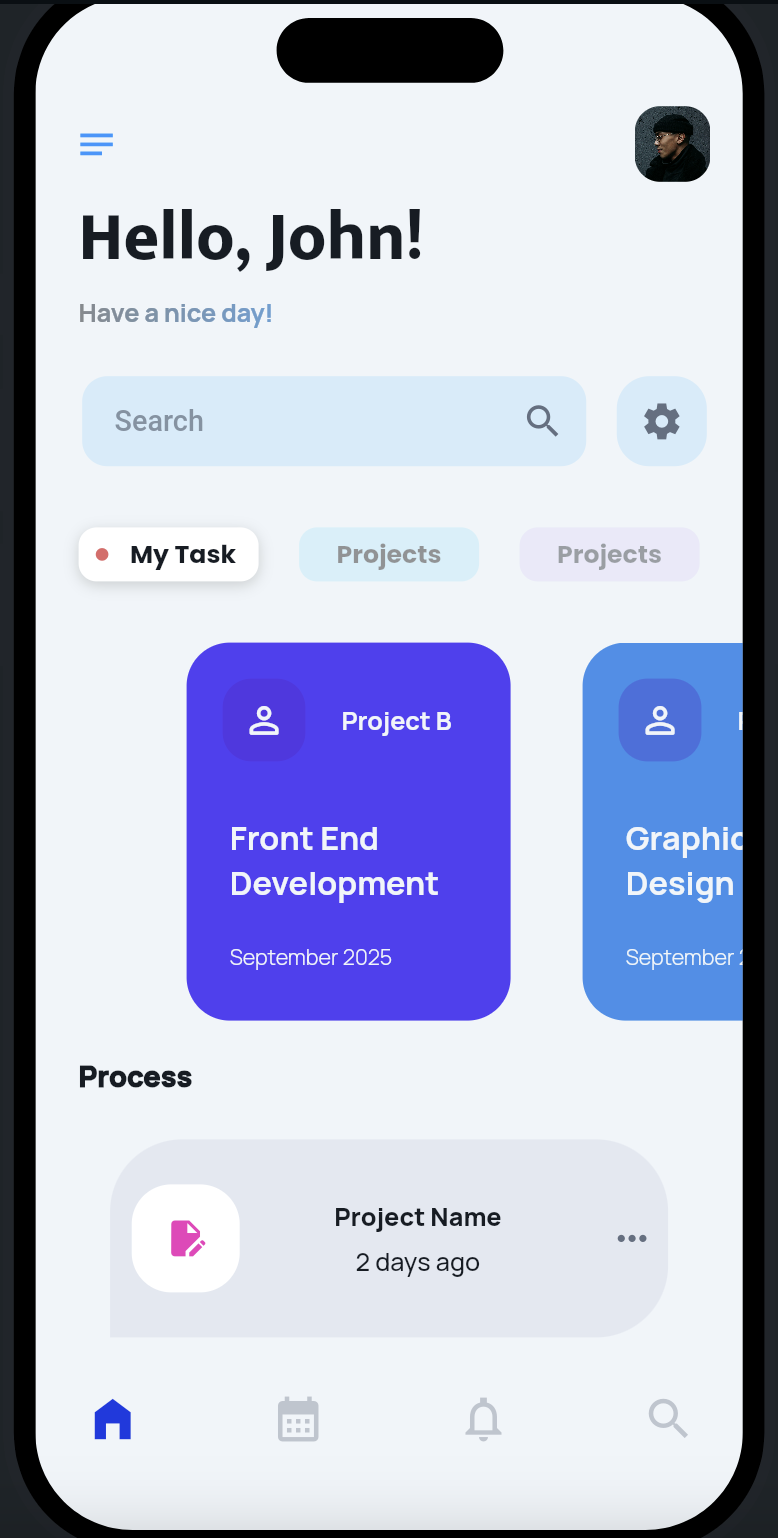 Hello, John!
Have a nice day!
Search
My Task
Projects
Projects
Project B
Front End
Development
September 2025
Graphic
Design
September
Process
Project Name
2 days ago